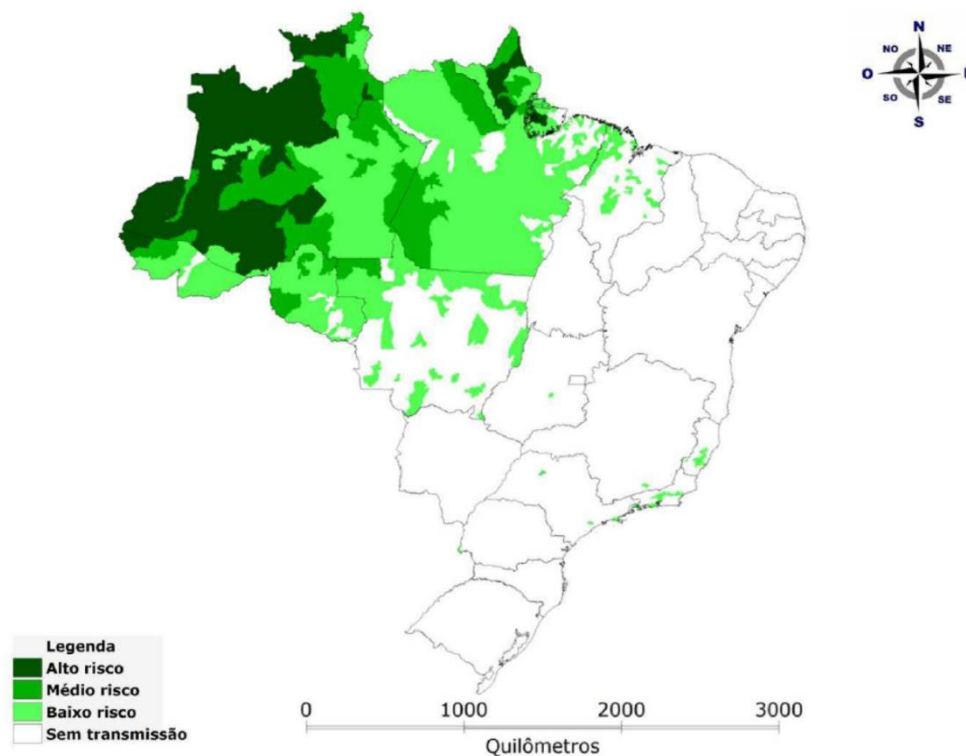 N
NO NE
O
SO SE
S
Legenda
Alto risco
Médio risco
Baixo risco
Sem transmissão
0 1000 2000 3000
Quilômetros